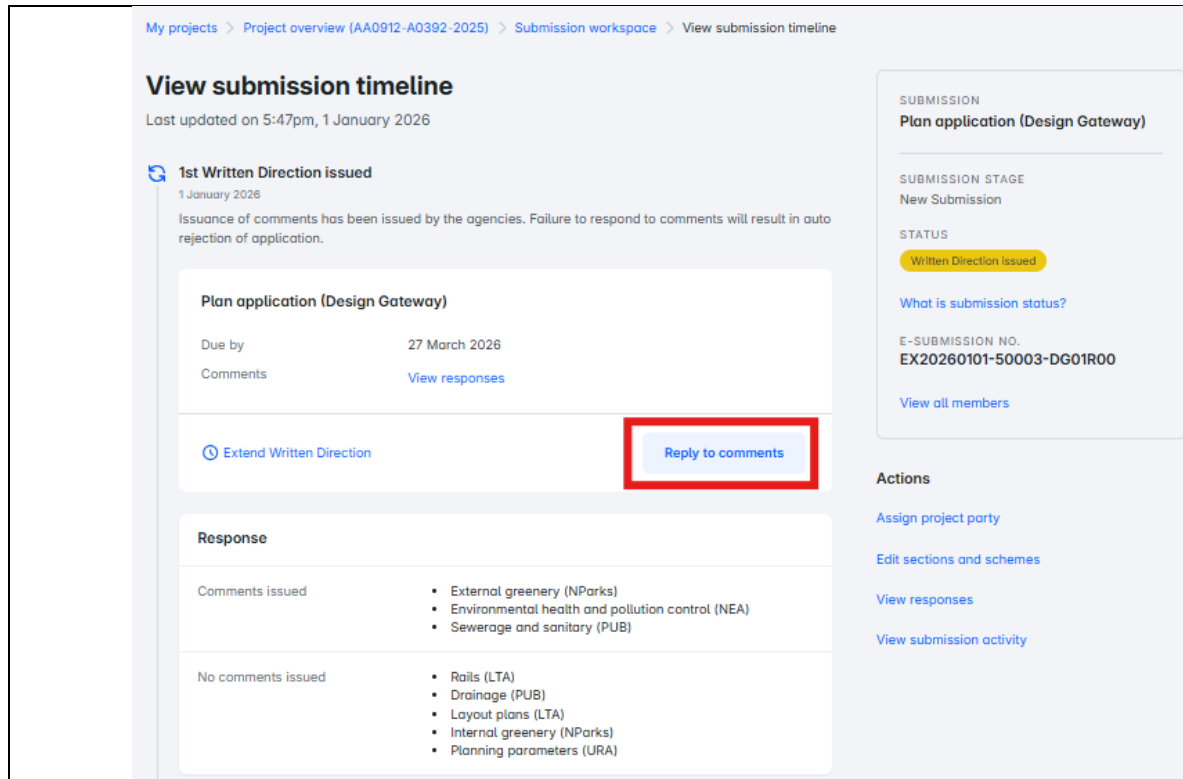 My projects > Project overview (AA0912-A0392-2025) > Submission workspace > View submission timeline
View submission timeline
Last updated on 5:47pm, 1 January 2026
1st Written Direction issued
1 January 2026
Issuance of comments has been issued by the agencies. Failure to respond to comments will result in auto
rejection of application.
Plan application (Design Gateway)
Due by 27 March 2026
Comments View responses
Extend Written Direction Reply to comments
Response
Comments issued
• External greenery (NParks)
• Environmental health and pollution control (NEA)
• Sewerage and sanitary (PUB)
No comments issued
• Rails (LTA)
• Drainage (PUB)
• Layout plans (LTA)
• Internal greenery (NParks)
• Planning parameters (URA)
SUBMISSION
Plan application (Design Gateway)
SUBMISSION STAGE
New Submission
STATUS
Written Direction issued
What is submission status?
E-SUBMISSION NO.
EX20260101-50003-DG01R00
View all members
Actions
Assign project party
Edit sections and schemes
View responses
View submission activity